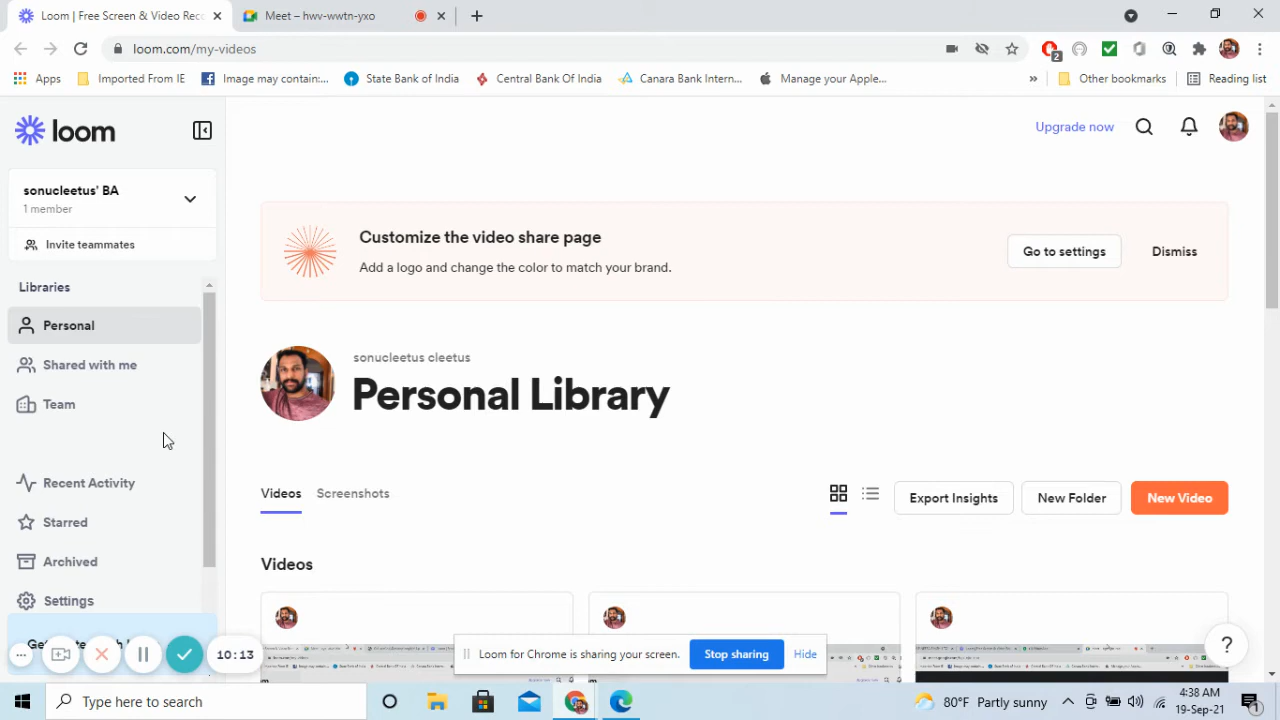 Loom | Free Screen & Video Rec
Meet – hwv-wwtn-yxo
loom.com/my-videos
2
Apps
Imported From IE
Image may contain:...
State Bank of India
Central Bank Of India
Canara Bank Intern...
Manage your Apple...
»
Other bookmarks
Reading list
loom
Upgrade now
sonucleetus' BA
1 member
Invite teammates
Customize the video share page
Add a logo and change the color to match your brand.
Go to settings
Dismiss
Libraries
Personal
Shared with me
Team
Recent Activity
Starred
Archived
Settings
sonucleetus cleetus
Personal Library
Videos
Screenshots
Export Insights
New Folder
New Video
Videos
10:13
Loom for Chrome is sharing your screen.
Stop sharing
Hide
?
Type here to search
80°F Partly sunny
4:38 AM
19-Sep-21
1